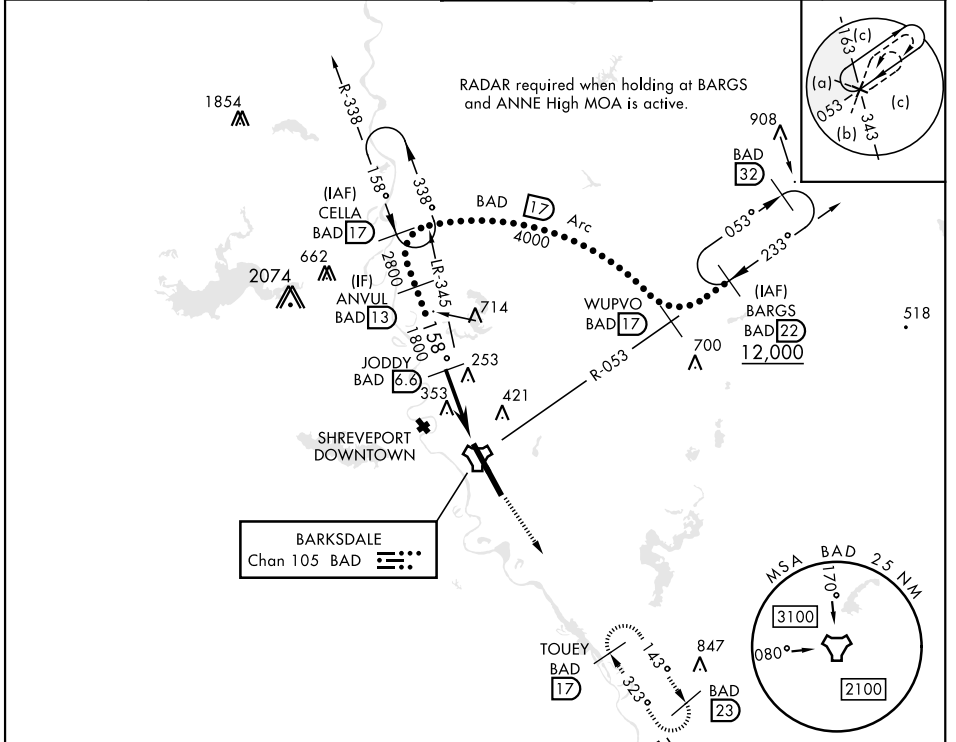 RADAR required when holding at BARGS
and ANNE High MOA is active.
163
(c)
(a)
053
(b)
343
(c)
1854
R-338
158°
338°
908
BAD
32
053°
233°
(IAF)
CELLA
BAD 17
BAD 17 Arc
4000
2800
LR-345
662
2074
(IF)
ANVUL
BAD 13
714
158°
1800
WUPVO
BAD 17
(IAF)
BARGS
BAD 22
12,000
518
700
R-053
JODDY
BAD 6.6
253
353
421
SHREVEPORT
DOWNTOWN
BARKSDALE
Chan 105 BAD
MSA BAD 25 NM
170°
3100
080°
2100
TOUEY
BAD
17
143°
323°
847
BAD
23